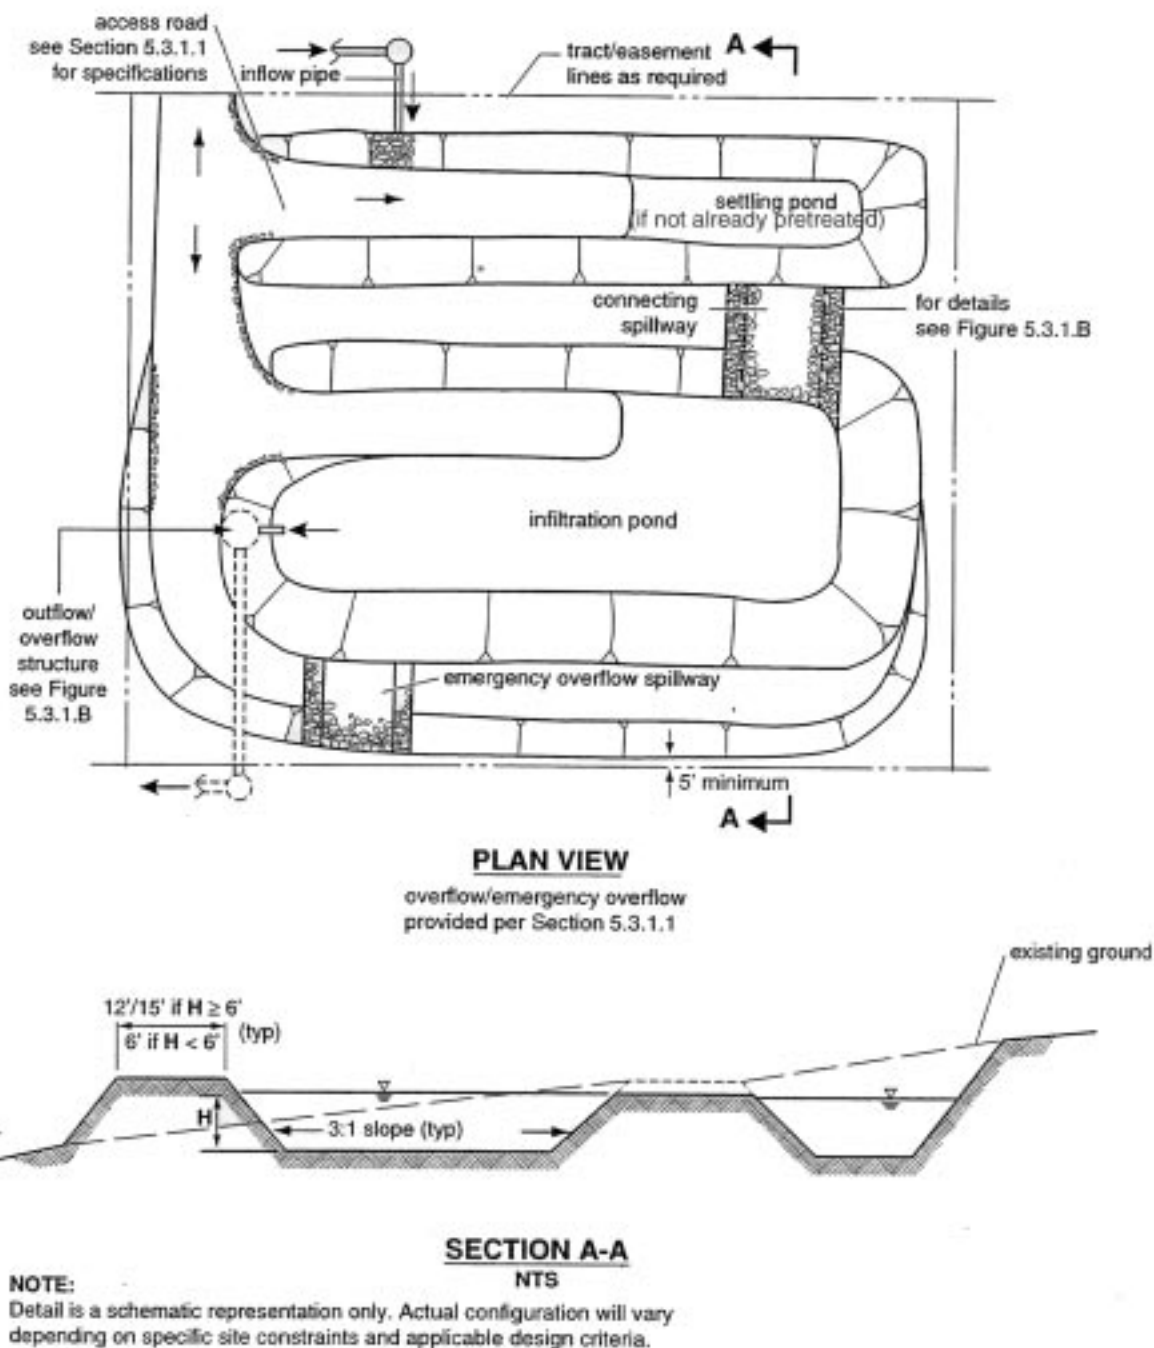 access road
see Section 5.3.1.1
for specifications
inflow pipe
tract/easement
lines as required
A
settling pond
(if not already pretreated)
connecting
spillway
for details
see Figure 5.3.1.B
infiltration pond
outflow/
overflow
structure
see Figure
5.3.1.B
emergency overflow spillway
5' minimum
A
PLAN VIEW
overflow/emergency overflow
provided per Section 5.3.1.1
existing ground
12'/15' if H ≥ 6'
6' if H < 6'
(typ)
H
3:1 slope (typ)
SECTION A-A
NTS
NOTE:
Detail is a schematic representation only. Actual configuration will vary
depending on specific site constraints and applicable design criteria.